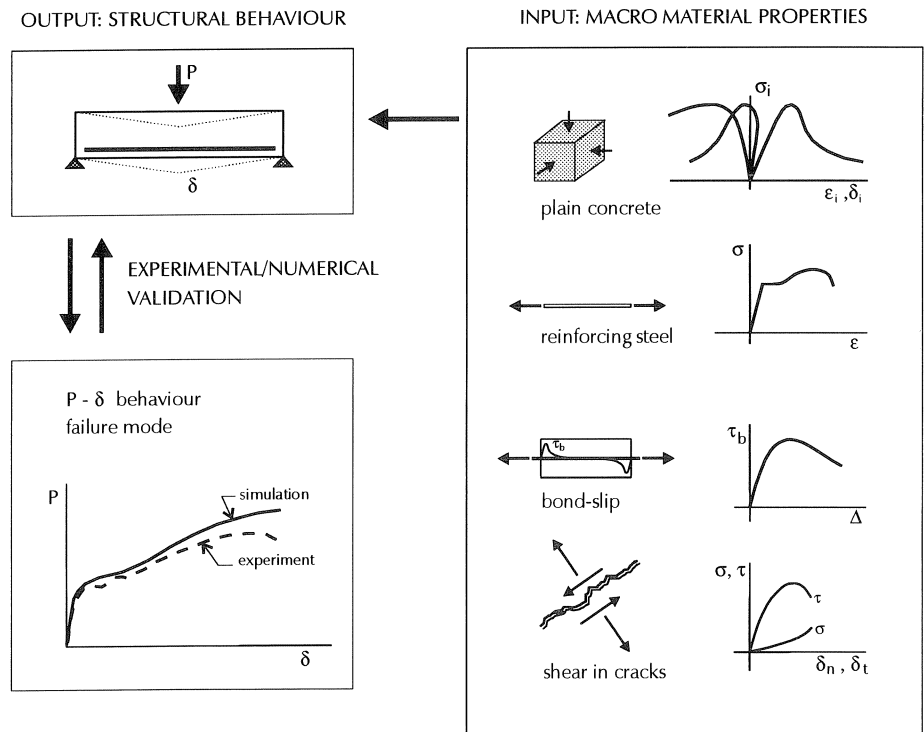 OUTPUT: STRUCTURAL BEHAVIOUR
P
δ
EXPERIMENTAL/NUMERICAL
VALIDATION
P - δ behaviour
failure mode
P
simulation
experiment
δ
INPUT: MACRO MATERIAL PROPERTIES
σi
εi ,δi
plain concrete
σ
ε
reinforcing steel
τb
τb
Δ
bond-slip
σ, τ
τ
σ
δn , δt
shear in cracks